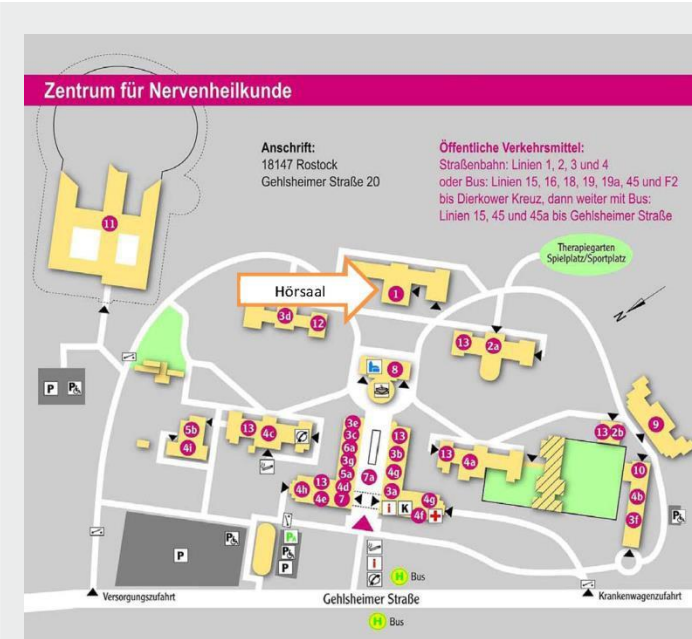 Zentrum für Nervenheilkunde
Anschrift:
18147 Rostock
Gehlsheimer Straße 20
Öffentliche Verkehrsmittel:
Straßenbahn: Linien 1, 2, 3 und 4
oder Bus: Linien 15, 16, 18, 19, 19a, 45 und F2
bis Dierkower Kreuz, dann weiter mit Bus:
Linien 15, 45 und 45a bis Gehlsheimer Straße
11
Therapiegarten
Spielplatz/Sportplatz
Hörsaal
1
N
3d
12
13
2a
8
P
P
9
5b
4i
13
4c
3e
3c
6a
3g
5a
4d
7
13
4h
4e
7a
13
3b
4g
3a
4g
4f
i
K
13
4a
13
2b
10
4b
3f
P
P
P
P
P
P
i
H Bus
Versorgungszufahrt
Gehlsheimer Straße
Krankenwagenzufahrt
H Bus